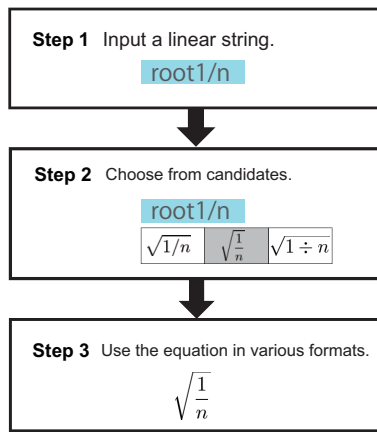 Step 1 Input a linear string.
root1/n
Step 2 Choose from candidates.
root1/n
√1/n √1/n √1 ÷ n
Step 3 Use the equation in various formats.
√1/n